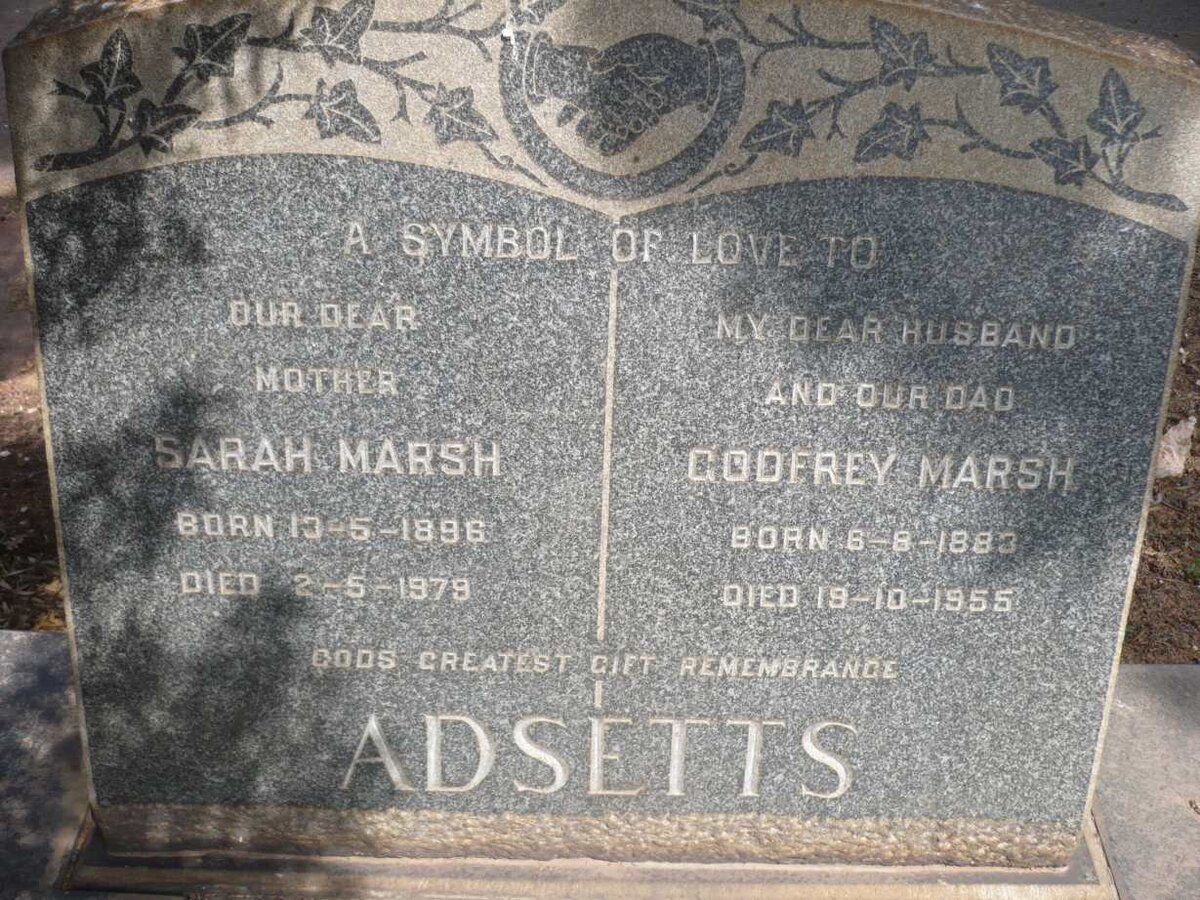 A SYMBOL OF LOVE TO
OUR DEAR
MOTHER
SARAH MARSH
BORN 13-5-1896
DIED 2-5-1979
MY DEAR HUSBAND
AND OUR DAD
GODFREY MARSH
BORN 6-8-1883
DIED 19-10-1955
GODS GREATEST GIFT REMEMBRANCE
ADSETTS